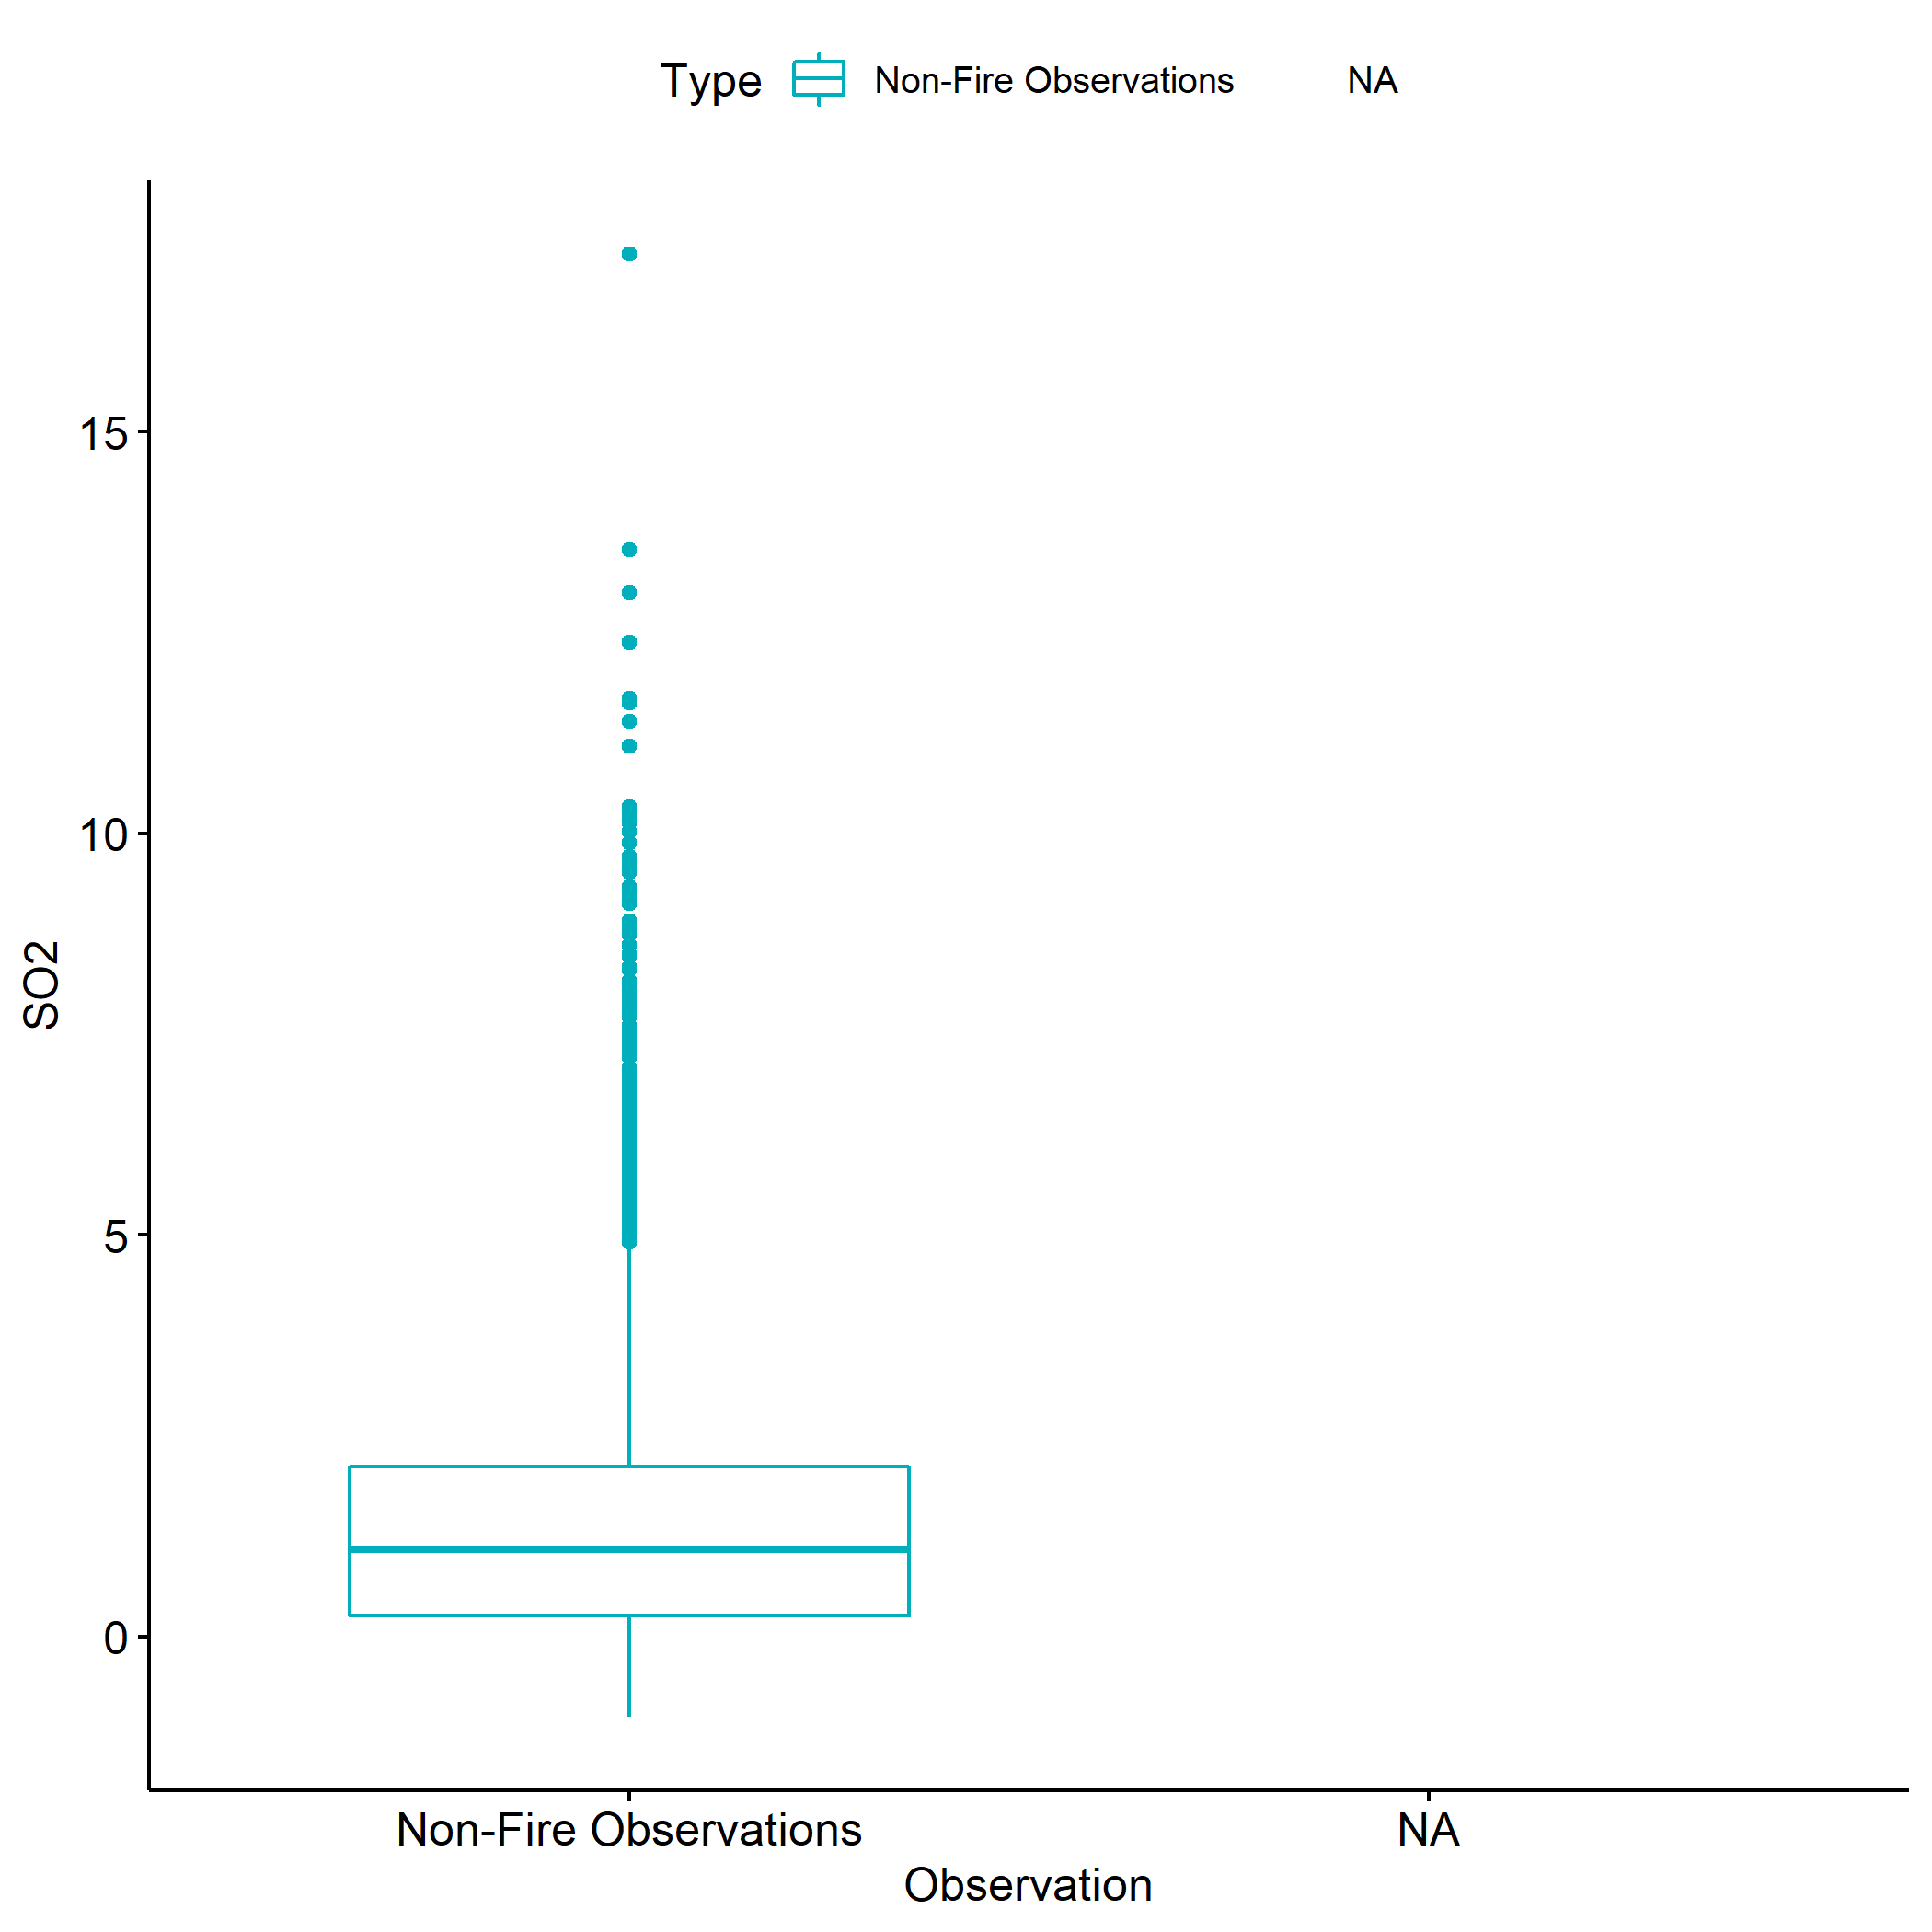 Type Non-Fire Observations NA
15
10
5
0
SO2
Non-Fire Observations NA
Observation